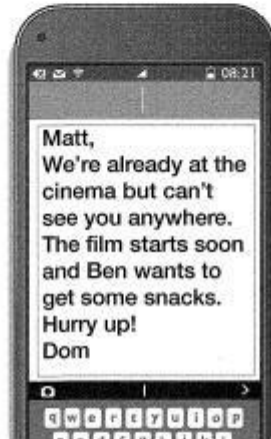 08:21
Matt,
We're already at the
cinema but can't
see you anywhere.
The film starts soon
and Ben wants to
get some snacks.
Hurry up!
Dom
q w e r t y u i o p